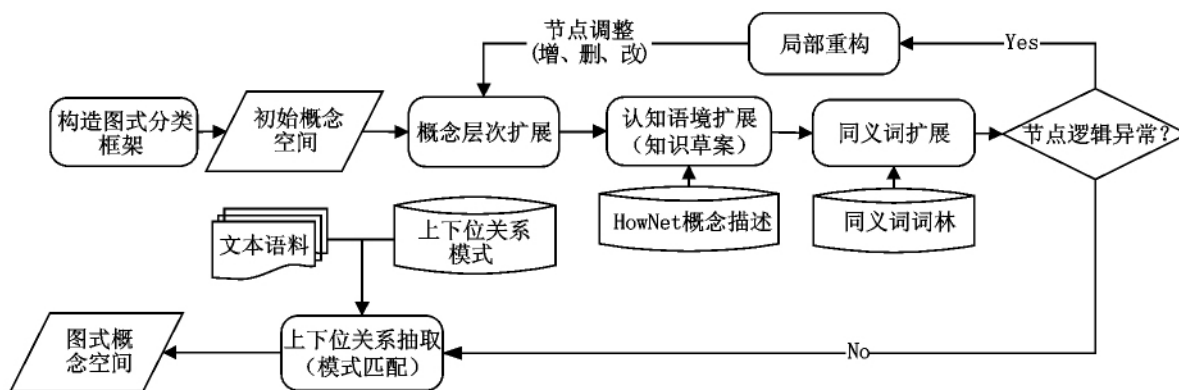 节点调整
(增、删、改)
局部重构
Yes
构造图式分类
框架
初始概念
空间
概念层次扩展
认知语境扩展
（知识草案）
同义词扩展
节点逻辑异常?
文本语料
上下位关系
模式
HowNet概念描述
同义词词林
图式概
念空间
上下位关系抽取
（模式匹配）
No